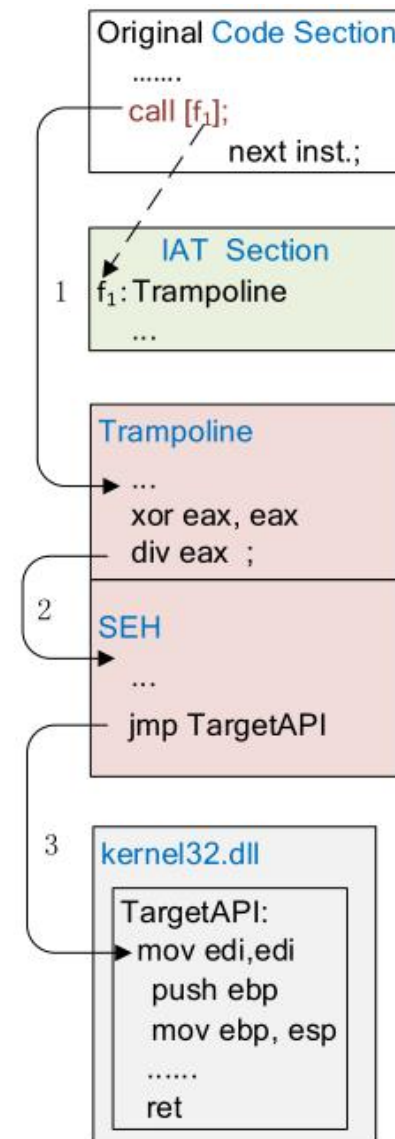 Original Code Section
.......
call [f₁];
next inst.;
IAT Section
1
f₁: Trampoline
...
Trampoline
...
xor eax, eax
div eax ;
2
SEH
...
jmp TargetAPI
3
kernel32.dll
TargetAPI:
mov edi,edi
push ebp
mov ebp, esp
......
ret